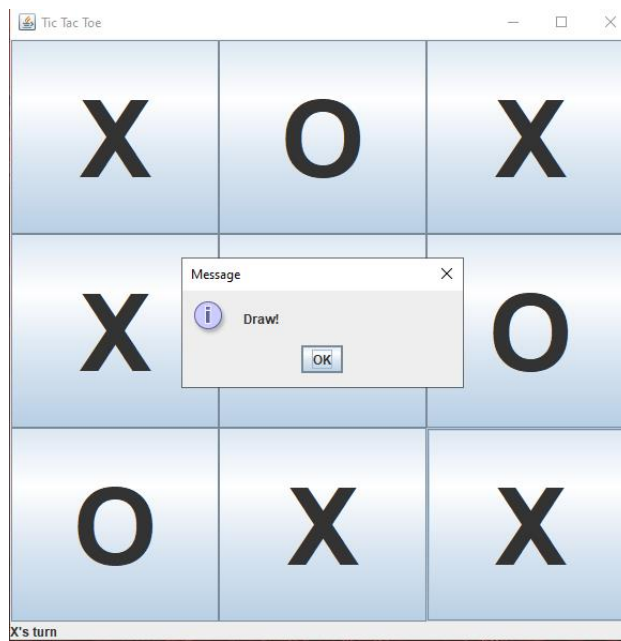 Tic Tac Toe
X O X
Message
X Draw! O
OK
O X X
X's turn